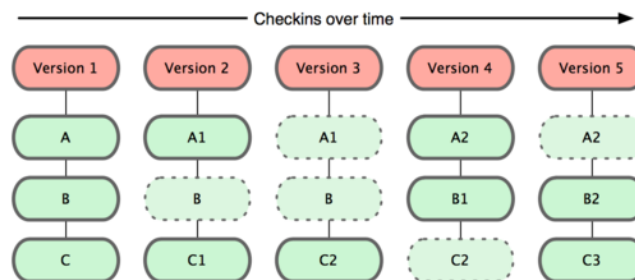 Checkins over time
Version 1 Version 2 Version 3 Version 4 Version 5
A A1 A1 A2 A2
B B B B1 B2
C C1 C2 C2 C3